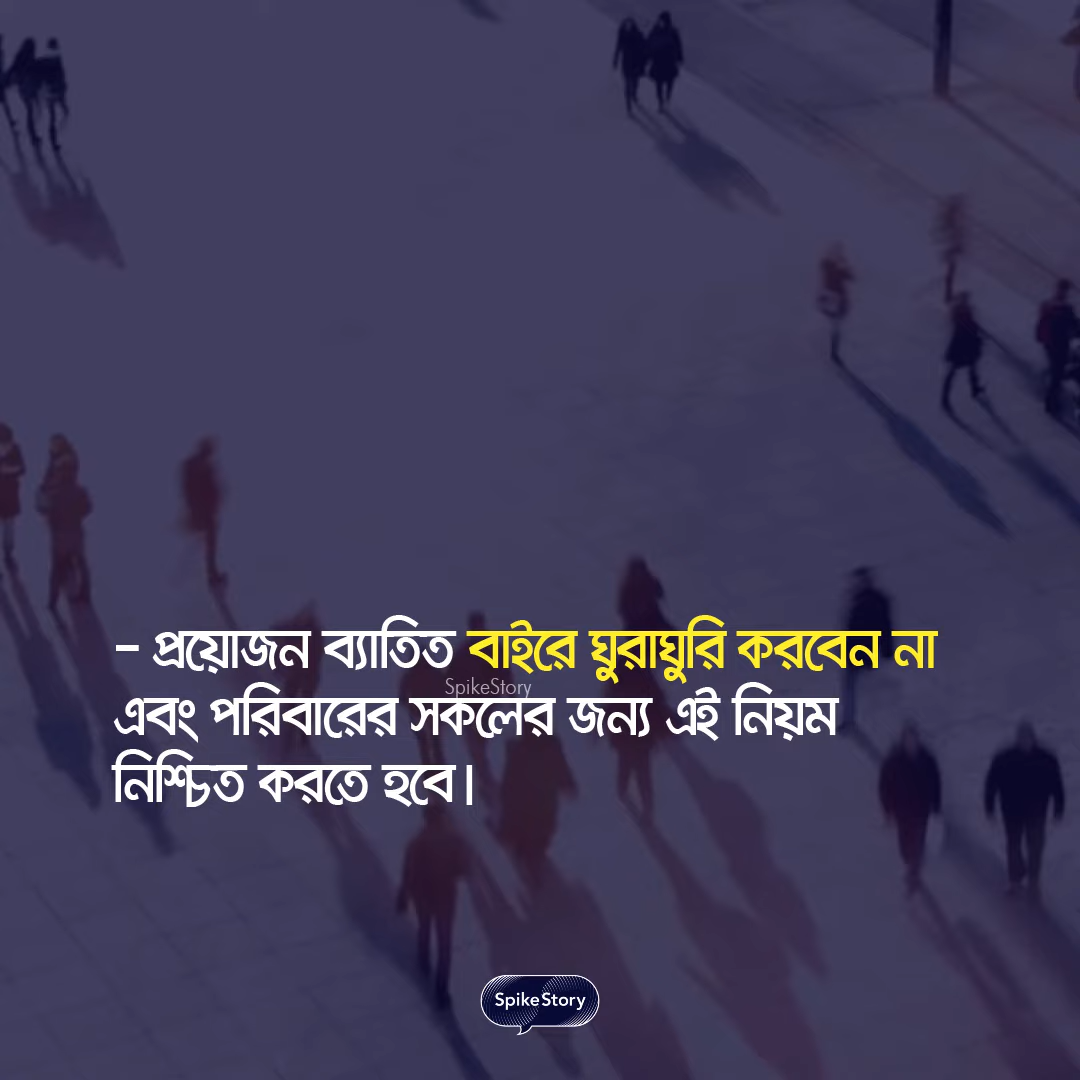 – প্রয়োজন ব্যাতিত বাইরে ঘুরাঘুরি করবেন না
SpikeStory
এবং পরিবারের সকলের জন্য এই নিয়ম
নিশ্চিত করতে হবে।
SpikeStory